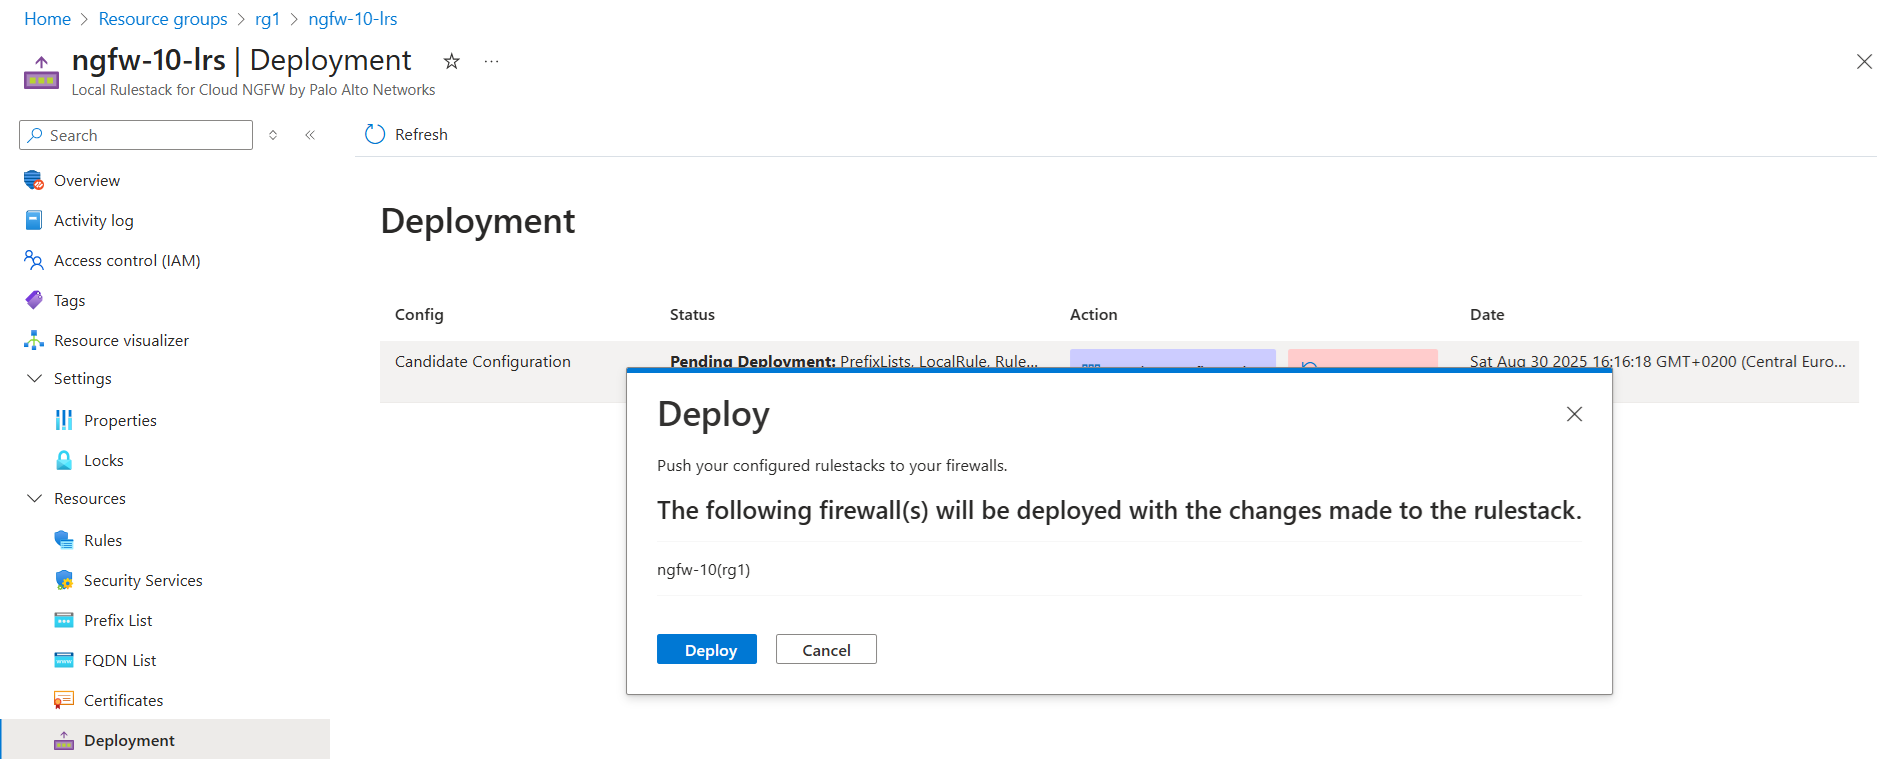 Home > Resource groups > rg1 > ngfw-10-lrs
ngfw-10-lrs | Deployment
Local Rulestack for Cloud NGFW by Palo Alto Networks
Search
Refresh
Overview
Activity log
Access control (IAM)
Tags
Resource visualizer
Settings
Properties
Locks
Resources
Rules
Security Services
Prefix List
FQDN List
Certificates
Deployment
Deployment
Config Status Action Date
Candidate Configuration Pending Deployment: PrefixLists, LocalRule, Rule... Sat Aug 30 2025 16:16:18 GMT+0200 (Central Euro...
Deploy
Push your configured rulestacks to your firewalls.
The following firewall(s) will be deployed with the changes made to the rulestack.
ngfw-10(rg1)
Deploy Cancel